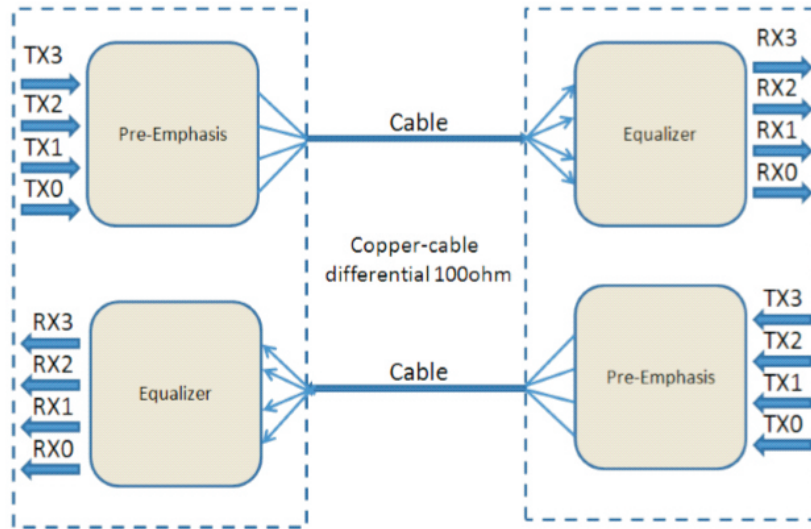 TX3
TX2
TX1
TX0
Pre-Emphasis
Cable
Equalizer
RX3
RX2
RX1
RX0
Copper-cable
differential 100ohm
RX3
RX2
RX1
RX0
Equalizer
Cable
Pre-Emphasis
TX3
TX2
TX1
TX0